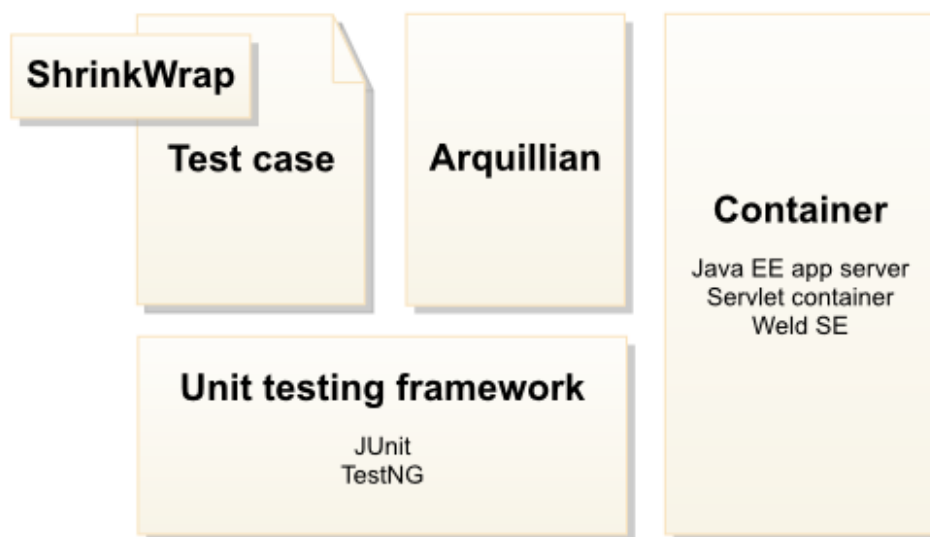 ShrinkWrap
Test case
Arquillian
Container
Java EE app server
Servlet container
Weld SE
Unit testing framework
JUnit
TestNG